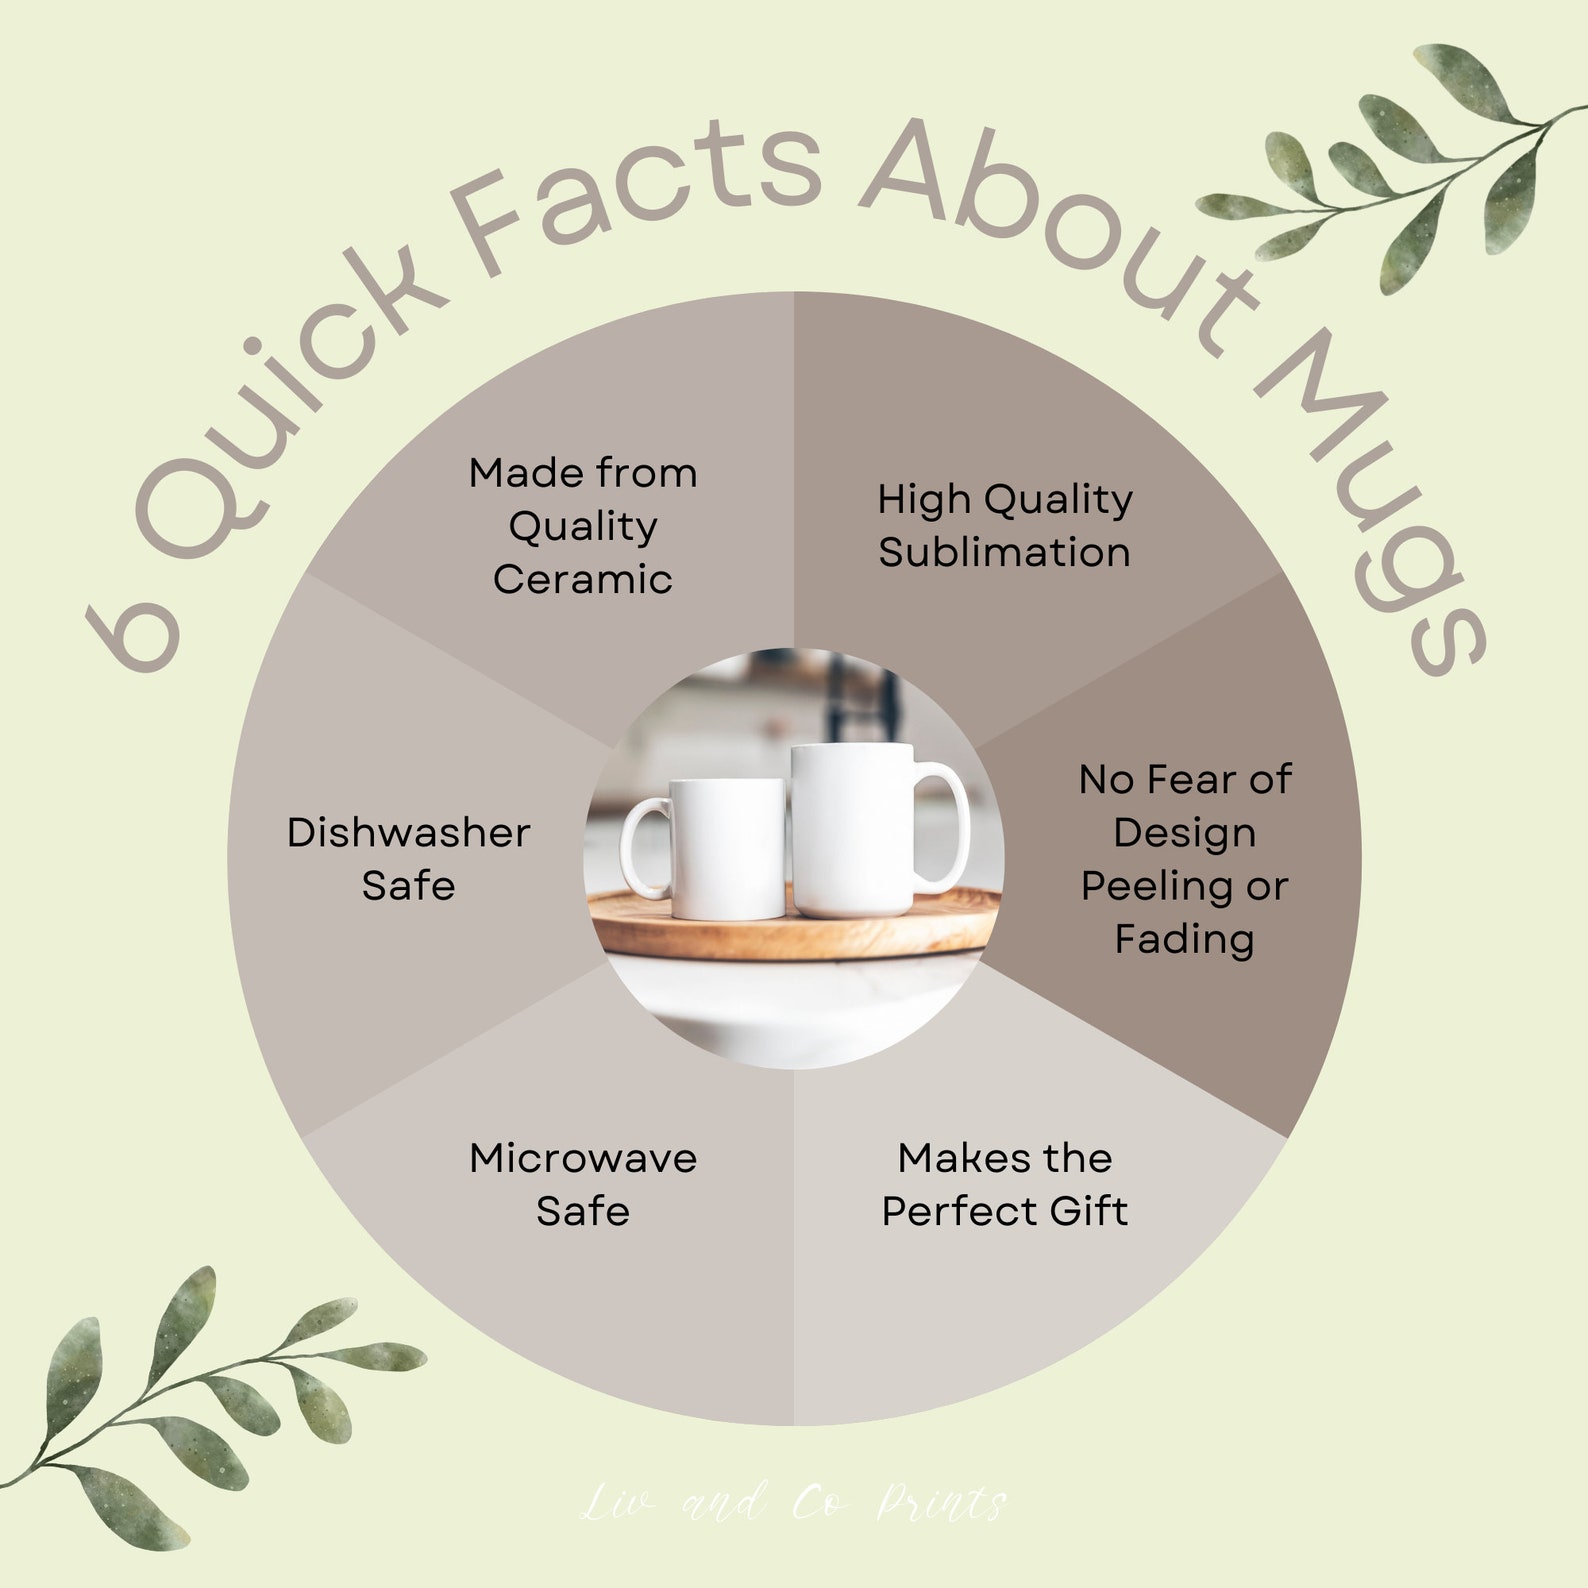 6 Quick Facts About Mugs
Made from
Quality
Ceramic
High Quality
Sublimation
No Fear of
Design
Peeling or
Fading
Makes the
Perfect Gift
Microwave
Safe
Dishwasher
Safe
Liv and Co Prints